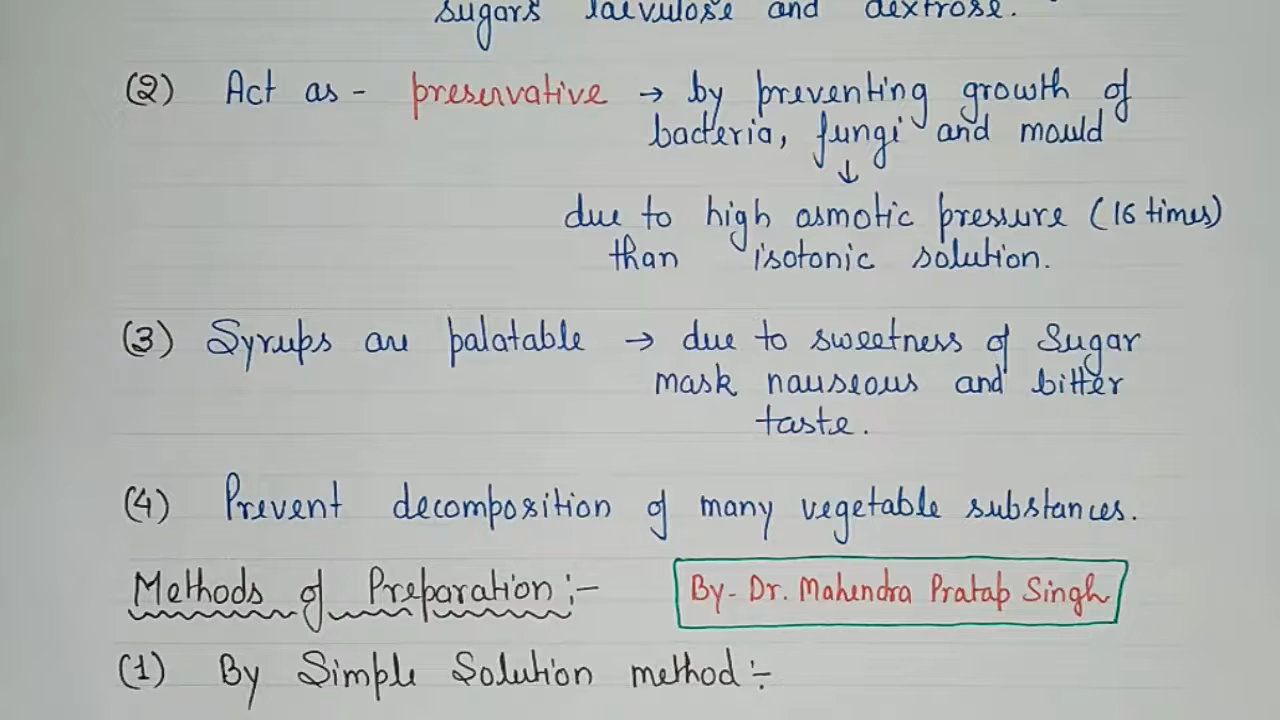 sugars laevulose and dextrose.
(2) Act as - preservative → by preventing growth of
bacteria, fungi and mould
↓
due to high osmotic pressure (16 times)
than isotonic solution.
(3) Syrups are palatable → due to sweetness of Sugar
mask nauseous and bitter
taste.
(4) Prevent decomposition of many vegetable substances.
Methods of Preparation :-
By- Dr. Mahendra Pratap Singh
(1) By Simple Solution method :-